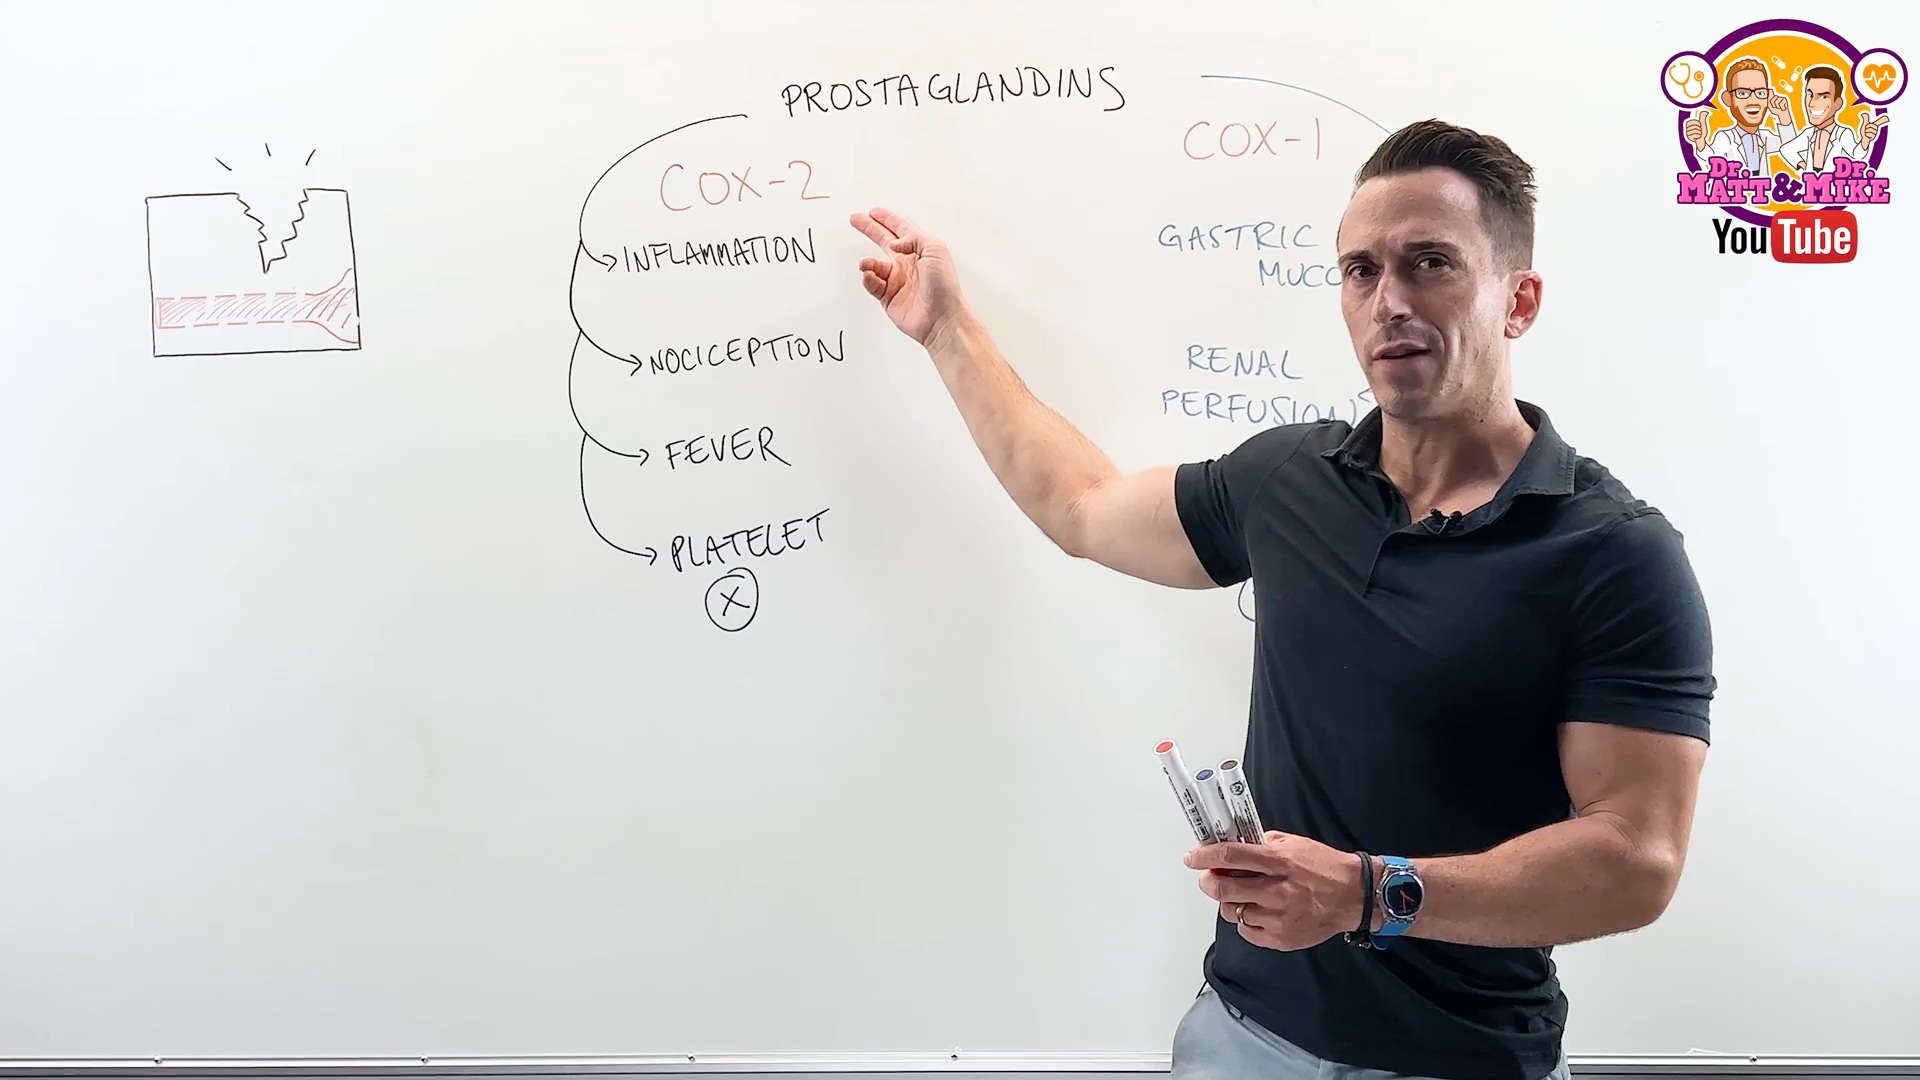 PROSTAGLANDINS
COX-2
INFLAMMATION
NOCICEPTION
FEVER
PLATELET
X
COX-1
GASTRIC
MUCO
RENAL
PERFUSION
Dr. Dr.
MATT & MIKE
YouTube